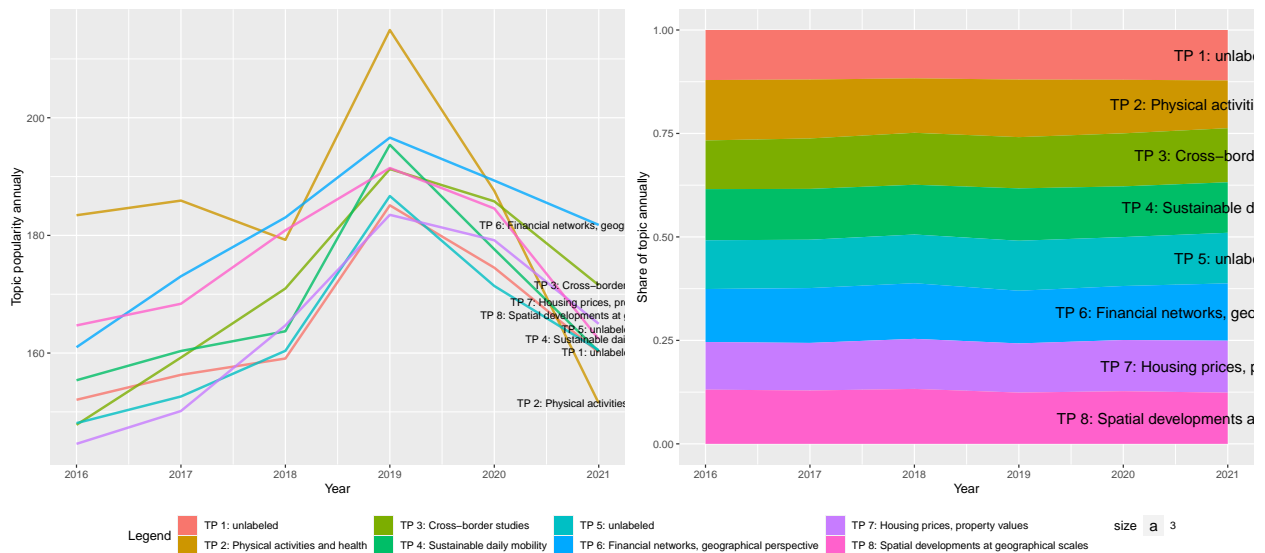 Topic popularity annualy
200
180
160
2016 2017 2018 2019 2020 2021
Year
TP 6: Financial networks, geog
TP 3: Cross−border
TP 7: Housing prices, pr
TP 8: Spatial developments at
TP 5: unlabele
TP 4: Sustainable dai
TP 1: unlabele
TP 2: Physical activities
Share of topic annually
1.00
0.75
0.50
0.25
0.00
2016 2017 2018 2019 2020 2021
Year
TP 1: unlabe
TP 2: Physical activiti
TP 3: Cross−bord
TP 4: Sustainable d
TP 5: unlabe
TP 6: Financial networks, geo
TP 7: Housing prices, p
TP 8: Spatial developments a
Legend
TP 1: unlabeled
TP 2: Physical activities and health
TP 3: Cross−border studies
TP 4: Sustainable daily mobility
TP 5: unlabeled
TP 6: Financial networks, geographical perspective
TP 7: Housing prices, property values
TP 8: Spatial developments at geographical scales
size a 3